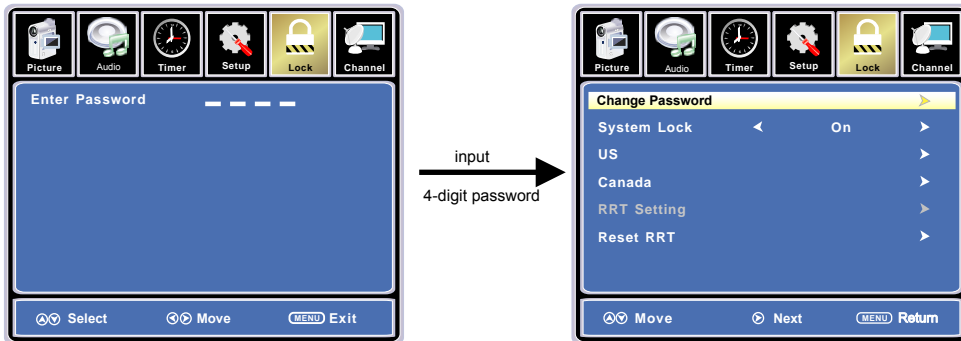 Picture Audio Timer Setup Lock Channel
Enter Password _ _ _ _
Select Move MENU Exit
input
4-digit password
Picture Audio Timer Setup Lock Channel
Change Password
System Lock On
US
Canada
RRT Setting
Reset RRT
Move Next MENU Return